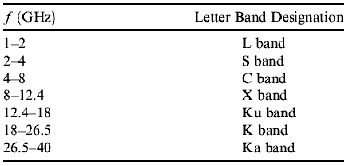 f (GHz) Letter Band Designation
1–2 L band
2–4 S band
4–8 C band
8–12.4 X band
12.4–18 Ku band
18–26.5 K band
26.5–40 Ka band